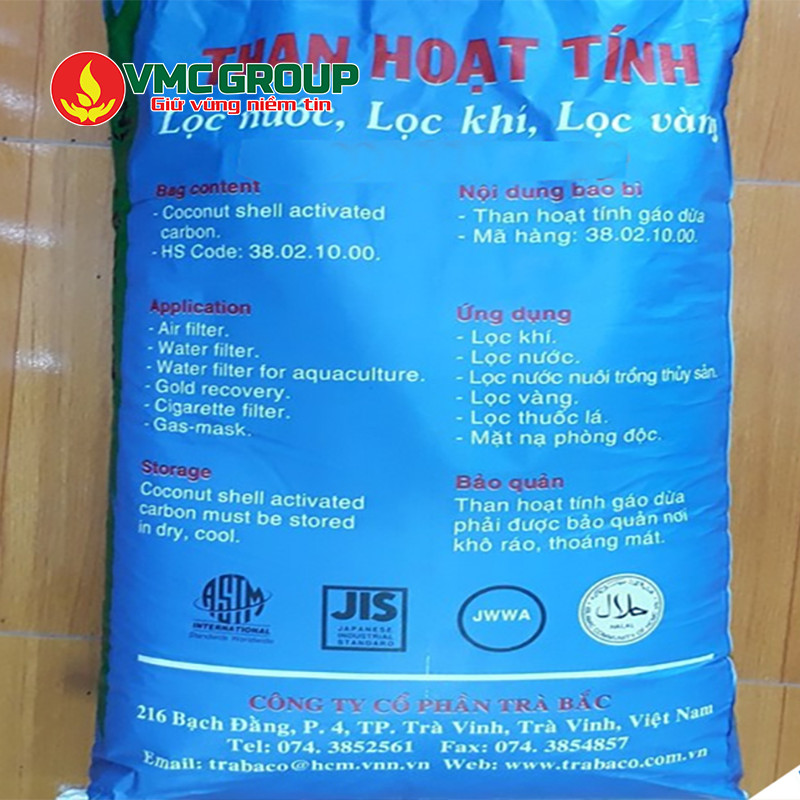 VMCGROUP
Giữ vững niềm tin
THAN HOẠT TÍNH
Lọc nước, Lọc khí, Lọc vàng
Bag content
- Coconut shell activated
carbon.
- HS Code: 38.02.10.00.
Nội dung bao bì
- Than hoạt tính gáo dừa
- Mã hàng: 38.02.10.00.
Application
- Air filter.
- Water filter.
- Water filter for aquaculture.
- Gold recovery.
- Cigarette filter.
- Gas-mask.
Ứng dụng
- Lọc khí.
- Lọc nước.
- Lọc nước nuôi trồng thủy sản.
- Lọc vàng.
- Lọc thuốc lá.
- Mặt nạ phòng độc.
Storage
Coconut shell activated
carbon must be stored
in dry, cool.
Bảo quản
Than hoạt tính gáo dừa
phải được bảo quản nơi
khô ráo, thoáng mát.
ASTM
INTERNATIONAL
Standards Worldwide
JIS
JAPANESE
INDUSTRIAL
STANDARD
JWWA
حلال
HALAL
CÔNG TY CỔ PHẦN TRÀ BẮC
216 Bạch Đằng, P. 4, TP. Trà Vinh, Trà Vinh, Việt Nam
Tel: 074. 3852561 Fax: 074. 3854857
Email: trabaco@hcm.vnn.vn Web: www.trabaco.com.vn